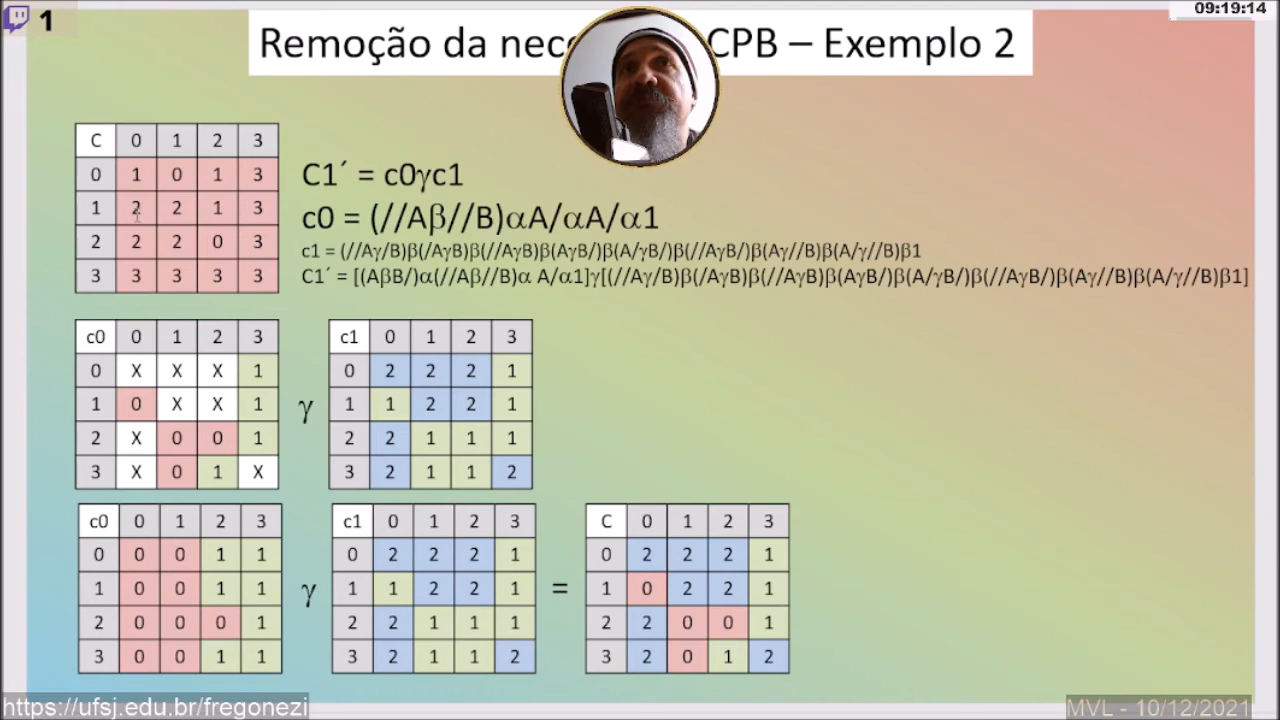 1
09:19:14
Remoção da CPB – Exemplo 2
C 0 1 2 3
0 1 0 1 3
1 2 2 1 3
2 2 2 0 3
3 3 3 3 3
C1´ = c0γc1
c0 = (//Aβ//B)αA/αA/α1
c1 = (//Aγ/B)β(/AγB)β(//AγB)β(AγB/)β(A/γB/)β(//AγB/)β(Aγ//B)β(A/γ//B)β1
C1´ = [(AβB/)α(//Aβ//B)α A/α1]γ[(//Aγ/B)β(/AγB)β(//AγB)β(AγB/)β(A/γB/)β(//AγB/)β(Aγ//B)β(A/γ//B)β1]
c0 0 1 2 3
0 X X X 1
1 0 X X 1
2 X 0 0 1
3 X 0 1 X
γ
c1 0 1 2 3
0 2 2 2 1
1 1 2 2 1
2 2 1 1 1
3 2 1 1 2
c0 0 1 2 3
0 0 0 1 1
1 0 0 1 1
2 0 0 0 1
3 0 0 1 1
γ
c1 0 1 2 3
0 2 2 2 1
1 1 2 2 1
2 2 1 1 1
3 2 1 1 2
=
C 0 1 2 3
0 2 2 2 1
1 0 2 2 1
2 2 0 0 1
3 2 0 1 2
https://ufsj.edu.br/fregonezi
MVL - 10/12/2021